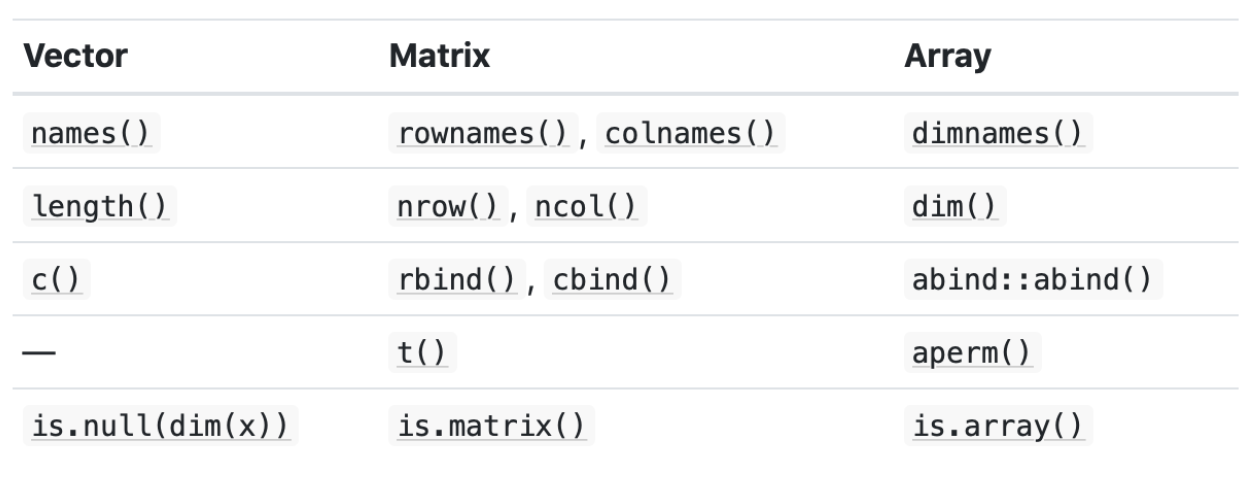 Vector Matrix Array
names() rownames(), colnames() dimnames()
length() nrow(), ncol() dim()
c() rbind(), cbind() abind::abind()
— t() aperm()
is.null(dim(x)) is.matrix() is.array()